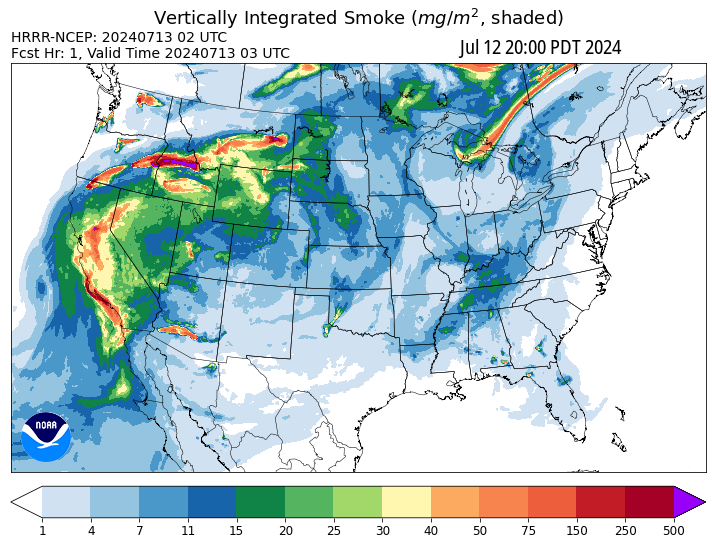 Vertically Integrated Smoke (mg/m², shaded)
HRRR-NCEP: 20240713 02 UTC
Fcst Hr: 1, Valid Time 20240713 03 UTC
Jul 12 20:00 PDT 2024
NOAA
1 4 7 11 15 20 25 30 40 50 75 150 250 500